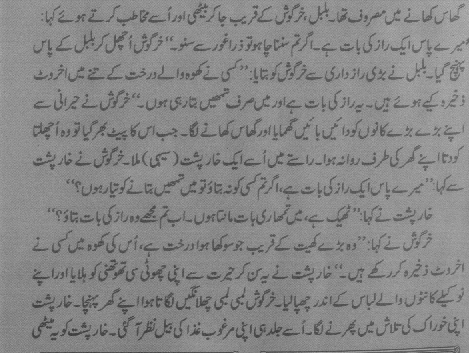 گھاس کھانے میں مصروف تھا۔ بلبل، خرگوش کے قریب جا کر بیٹھی اور اُسے مخاطب کرتے ہوئے کہا:
’’میرے پاس ایک راز کی بات ہے۔ اگر تم سننا چاہو تو ذرا غور سے سنو۔‘‘ خرگوش اُچھل کر بلبل کے پاس
پہنچ گیا۔ بلبل نے بڑی راز داری سے خرگوش کو بتایا: ’’کسی نے کھوہ والے درخت کے تنے میں اخروٹ
ذخیرہ کیے ہوئے ہیں۔ یہ راز کی بات ہے اور میں صرف تمھیں بتا رہی ہوں۔‘‘ خرگوش نے حیرانی سے
اپنے بڑے بڑے کانوں کو دائیں بائیں گھمایا اور گھاس کھانے لگا۔ جب اس کا پیٹ بھر گیا تو وہ اُچھلتا
کودتا اپنے گھر کی طرف روانہ ہوا۔ راستے میں اُسے ایک خارپشت (سیہی) ملا۔ خرگوش نے خارپشت
سے کہا: ’’میرے پاس ایک راز کی بات ہے، اگر تم کسی کو نہ بتاؤ تو میں تمھیں بتانے کو تیار ہوں؟‘‘
خارپشت نے کہا: ’’ٹھیک ہے، میں تمھاری بات مانتا ہوں۔ اب تم مجھے وہ راز کی بات بتاؤ؟‘‘
خرگوش نے کہا: ’’وہ بڑے کھیت کے قریب جو سوکھا ہوا درخت ہے، اُس کی کھوہ میں کسی نے
اخروٹ ذخیرہ کر رکھے ہیں۔‘‘ خارپشت نے یہ سن کر حیرت سے اپنی چھوٹی سی تھوتھنی کو ہلایا اور اپنے
نوکیلے کانٹوں والے لباس کے اندر چھپا لیا۔ خرگوش لمبی لمبی چھلانگیں لگاتا ہوا اپنے گھر پہنچا۔ خارپشت
اپنی خوراک کی تلاش میں پھرنے لگا۔ اُسے جلد ہی اپنی مرغوب غذا کی بیل نظر آ گئی۔ خارپشت کو یہ میٹھی